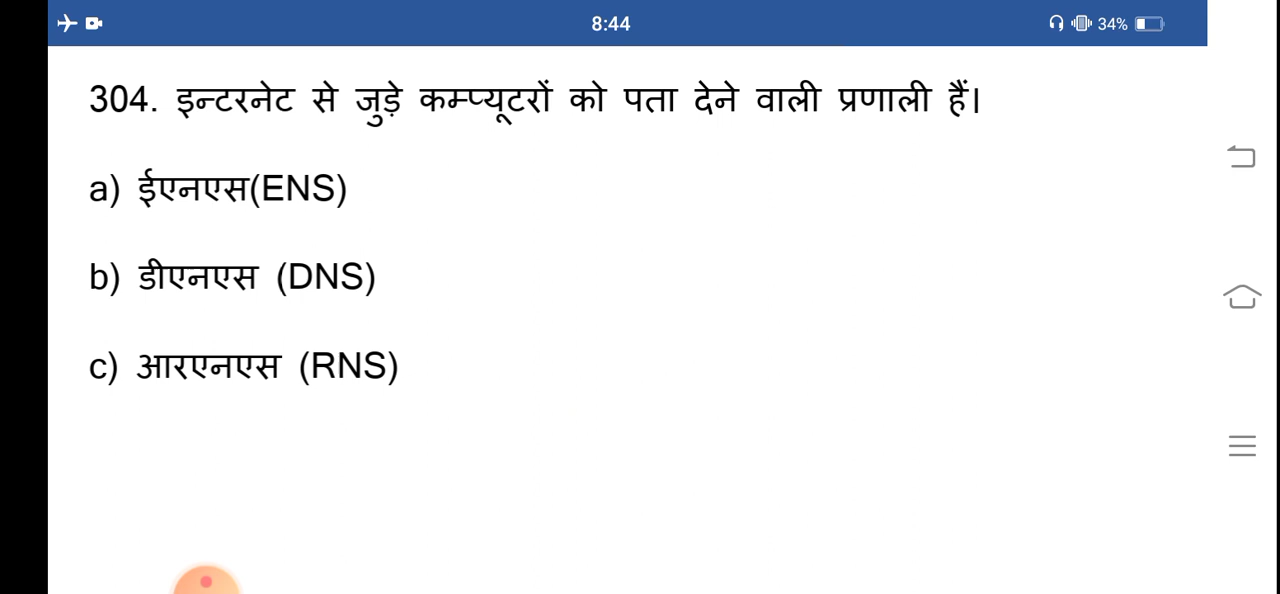 8:44
34%
304. इन्टरनेट से जुड़े कम्प्यूटरों को पता देने वाली प्रणाली हैं।
a) ईएनएस(ENS)
b) डीएनएस (DNS)
c) आरएनएस (RNS)